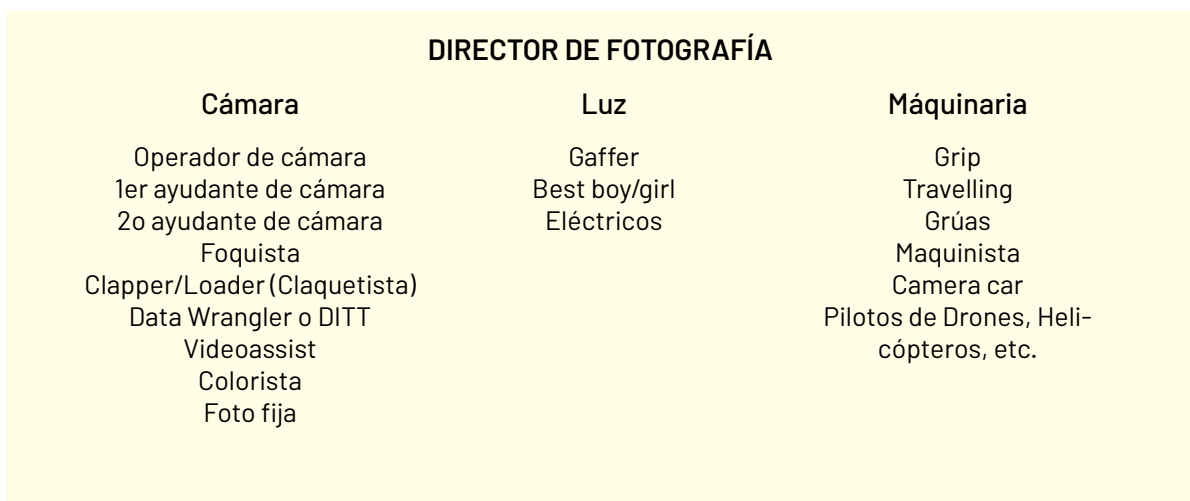 DIRECTOR DE FOTOGRAFÍA
Cámara
Operador de cámara
1er ayudante de cámara
2o ayudante de cámara
Foquista
Clapper/Loader (Claquetista)
Data Wrangler o DITT
Videoassist
Colorista
Foto fija
Luz
Gaffer
Best boy/girl
Eléctricos
Máquinaria
Grip
Travelling
Grúas
Maquinista
Camera car
Pilotos de Drones, Heli-
cópteros, etc.